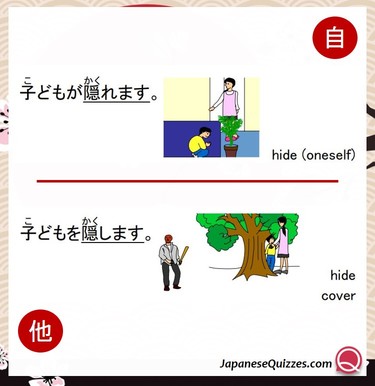 自
子どもが隠れます。
こ かく
hide (oneself)
子どもを隠します。
こ かく
hide
cover
他
JapaneseQuizzes.com